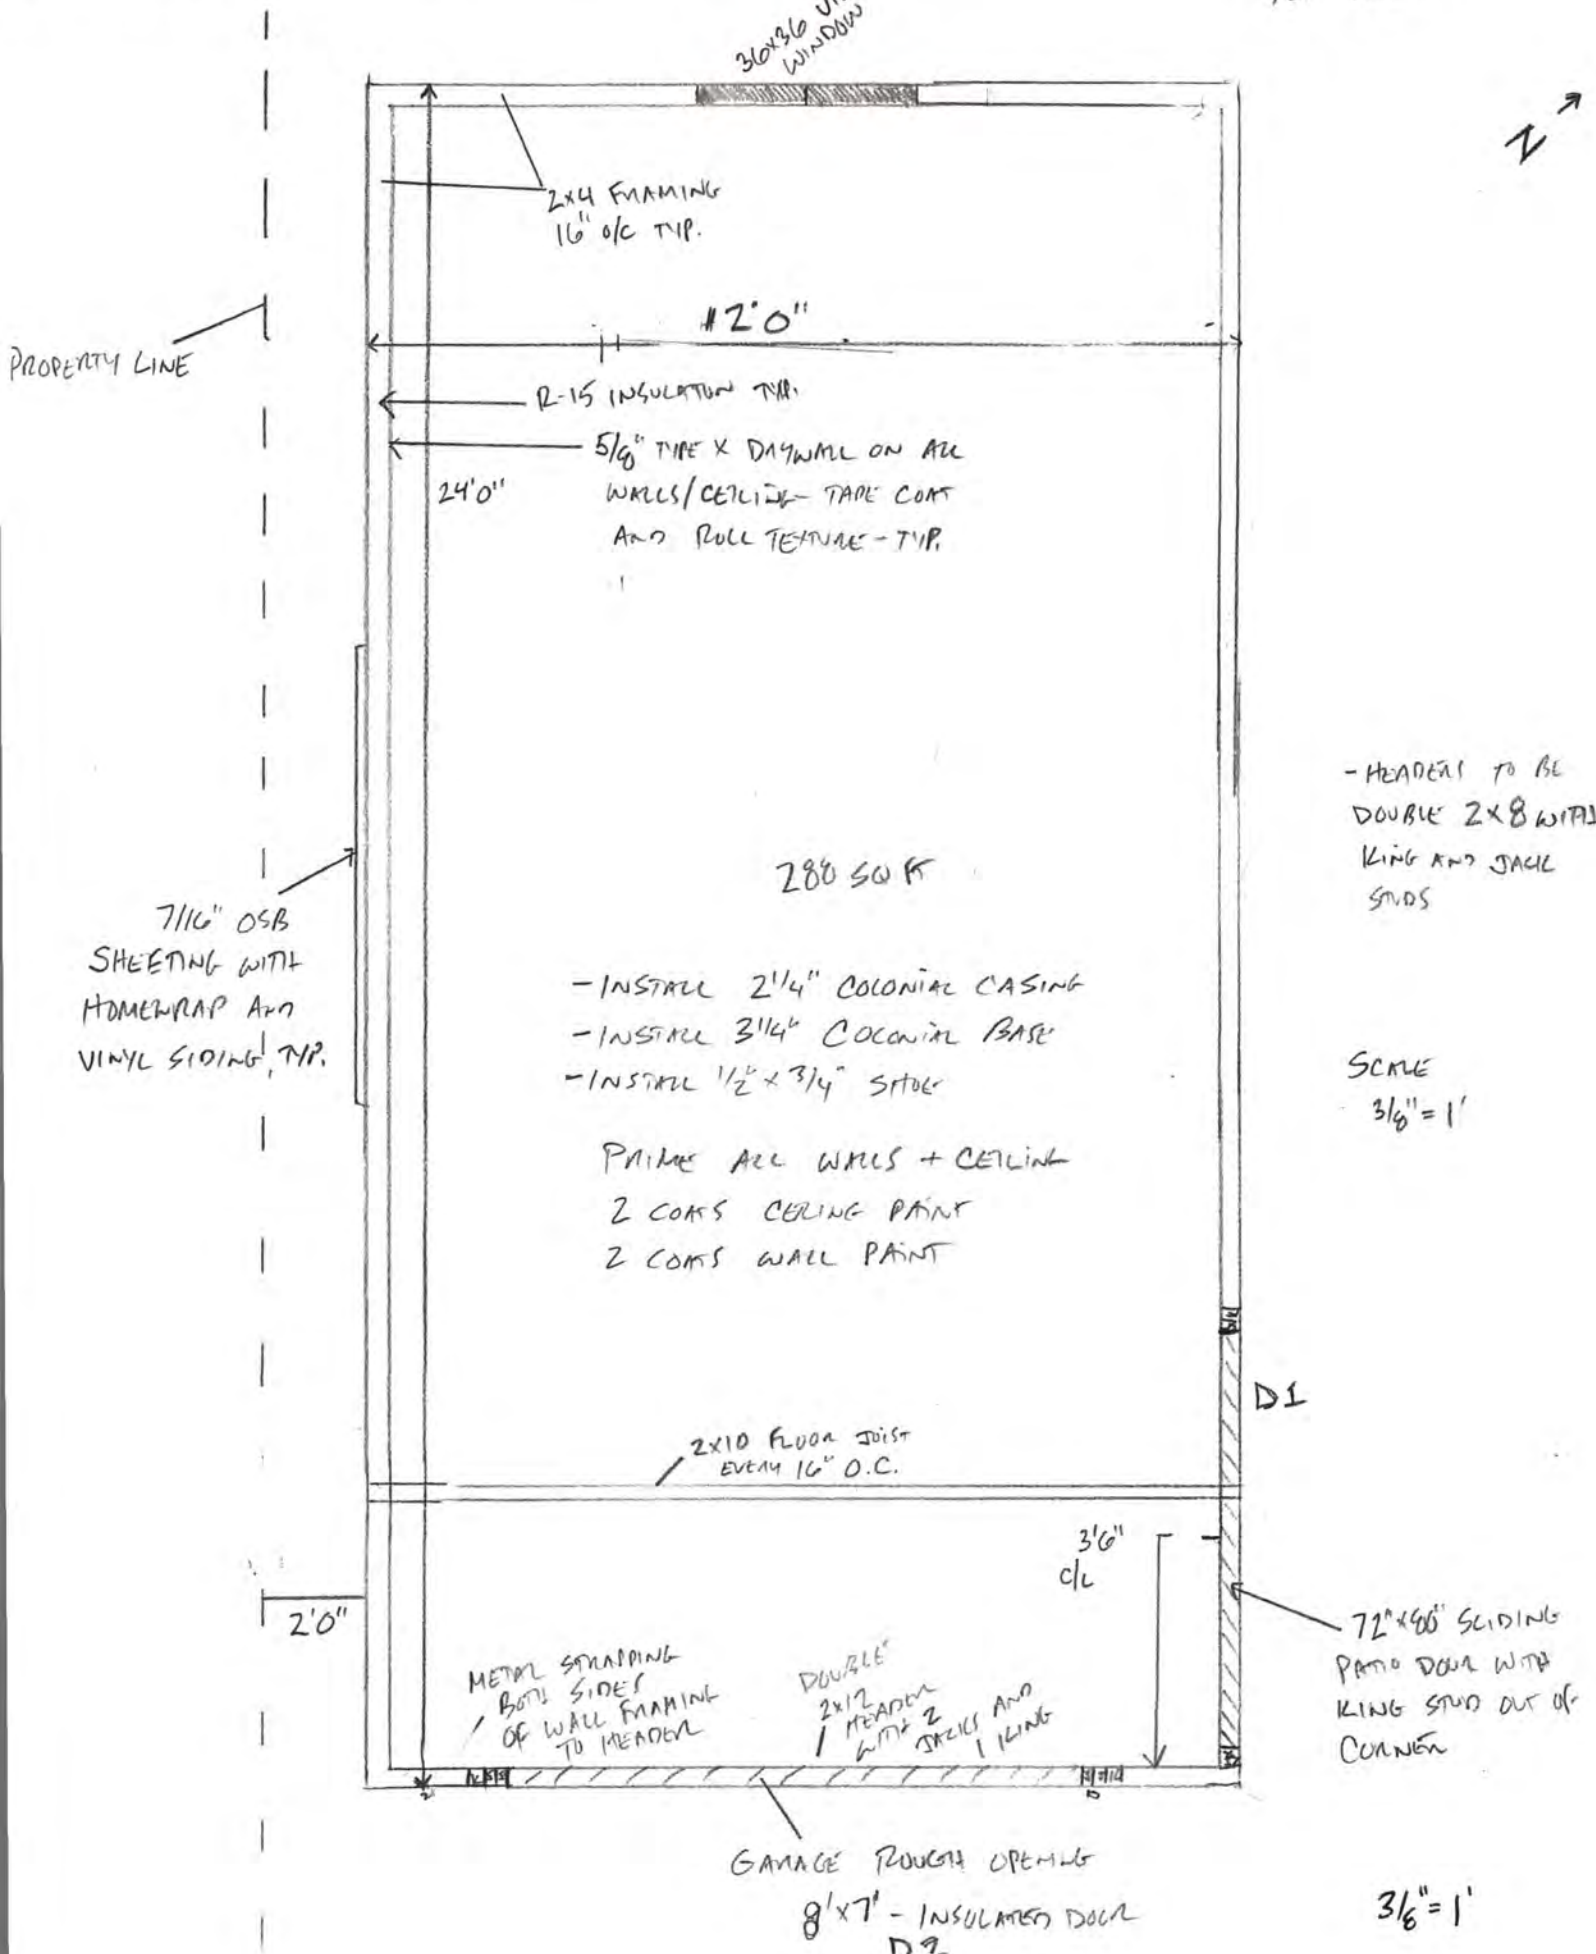 36x36
WINDOW
N
2x4 FRAMING
16" O/C TYP.
12'0"
PROPERTY LINE
R-15 INSULATION TYP.
5/8" TYPE X DRYWALL ON ALL
WALLS/CEILING - TAPE COAT
AND ROLL TEXTURE - TYP.
24'0"
- HEADERS TO BE
DOUBLE 2x8 WITH
KING AND JACK
STUDS
288 SQ FT
7/16" OSB
SHEETING WITH
HOMEWRAP AND
VINYL SIDING, TYP.
- INSTALL 2 1/4" COLONIAL CASING
- INSTALL 3 1/4" COLONIAL BASE
- INSTALL 1/2" x 3/4" SHOE
SCALE
3/8" = 1'
PRIME ALL WALLS + CEILING
2 COATS CEILING PAINT
2 COATS WALL PAINT
D1
2x10 FLOOR JOIST
EVERY 16" O.C.
3'6"
C/L
2'0"
72"x80" SLIDING
PATIO DOOR WITH
KING STUD OUT OF
CORNER
METAL STRAPPING
BOTH SIDES
OF WALL FRAMING
TO HEADER
DOUBLE
2x12
HEADER
WITH 2
JACKS AND
1 KING
GARAGE ROUGH OPENING
8'x7' - INSULATED DOOR
D2
3/8" = 1'